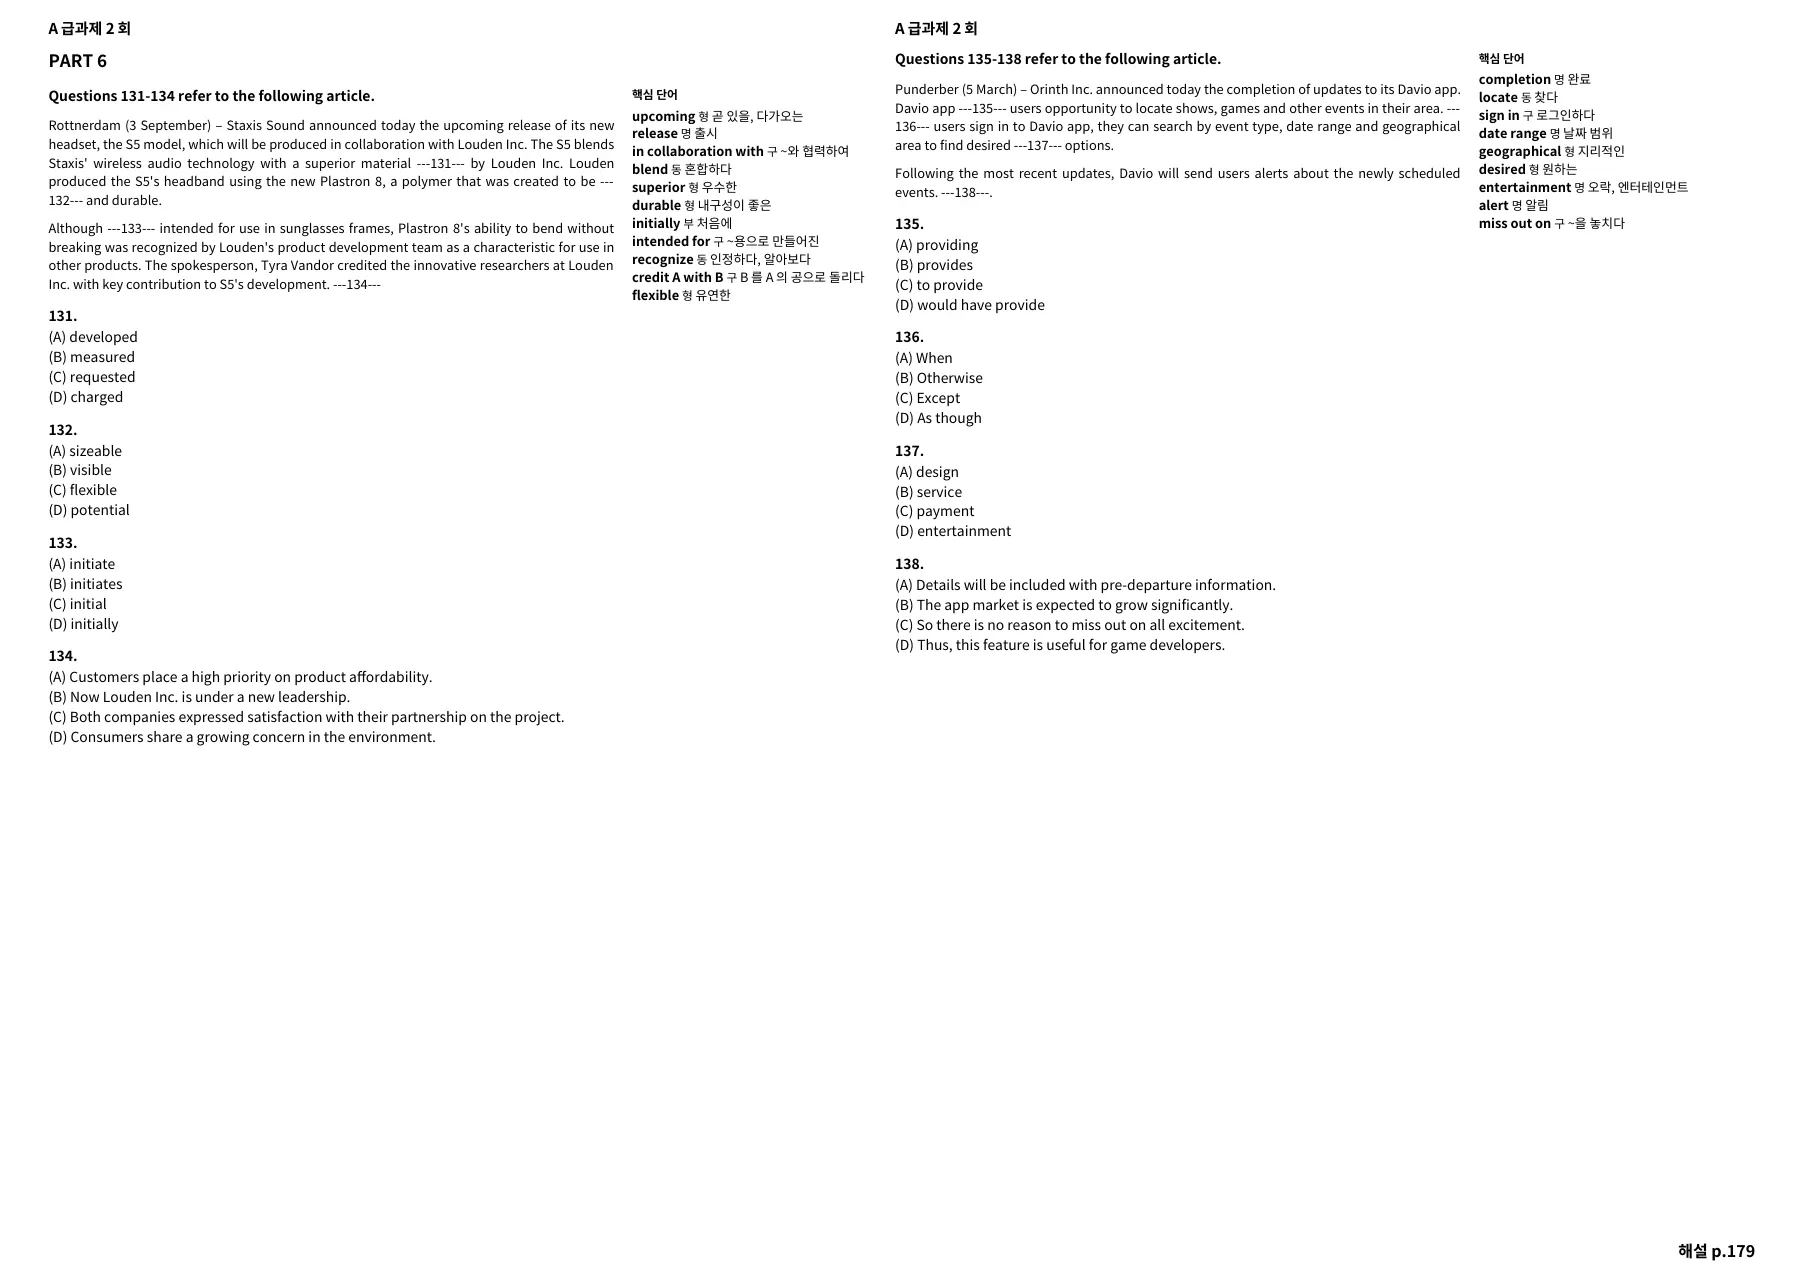 A 급과제 2 회
PART 6
Questions 131-134 refer to the following article.
Rottnerdam (3 September) – Staxis Sound announced today the upcoming release of its new
headset, the S5 model, which will be produced in collaboration with Louden Inc. The S5 blends
Staxis' wireless audio technology with a superior material ---131--- by Louden Inc. Louden
produced the S5's headband using the new Plastron 8, a polymer that was created to be ---
132--- and durable.
Although ---133--- intended for use in sunglasses frames, Plastron 8's ability to bend without
breaking was recognized by Louden's product development team as a characteristic for use in
other products. The spokesperson, Tyra Vandor credited the innovative researchers at Louden
Inc. with key contribution to S5's development. ---134---
131.
(A) developed
(B) measured
(C) requested
(D) charged
132.
(A) sizeable
(B) visible
(C) flexible
(D) potential
133.
(A) initiate
(B) initiates
(C) initial
(D) initially
134.
(A) Customers place a high priority on product affordability.
(B) Now Louden Inc. is under a new leadership.
(C) Both companies expressed satisfaction with their partnership on the project.
(D) Consumers share a growing concern in the environment.
핵심 단어
upcoming 형 곧 있을, 다가오는
release 명 출시
in collaboration with 구 ~와 협력하여
blend 동 혼합하다
superior 형 우수한
durable 형 내구성이 좋은
initially 부 처음에
intended for 구 ~용으로 만들어진
recognize 동 인정하다, 알아보다
credit A with B 구 B 를 A 의 공으로 돌리다
flexible 형 유연한
A 급과제 2 회
Questions 135-138 refer to the following article.
Punderber (5 March) – Orinth Inc. announced today the completion of updates to its Davio app.
Davio app ---135--- users opportunity to locate shows, games and other events in their area. ---
136--- users sign in to Davio app, they can search by event type, date range and geographical
area to find desired ---137--- options.
Following the most recent updates, Davio will send users alerts about the newly scheduled
events. ---138---.
135.
(A) providing
(B) provides
(C) to provide
(D) would have provide
136.
(A) When
(B) Otherwise
(C) Except
(D) As though
137.
(A) design
(B) service
(C) payment
(D) entertainment
138.
(A) Details will be included with pre-departure information.
(B) The app market is expected to grow significantly.
(C) So there is no reason to miss out on all excitement.
(D) Thus, this feature is useful for game developers.
핵심 단어
completion 명 완료
locate 동 찾다
sign in 구 로그인하다
date range 명 날짜 범위
geographical 형 지리적인
desired 형 원하는
entertainment 명 오락, 엔터테인먼트
alert 명 알림
miss out on 구 ~을 놓치다
해설 p.179